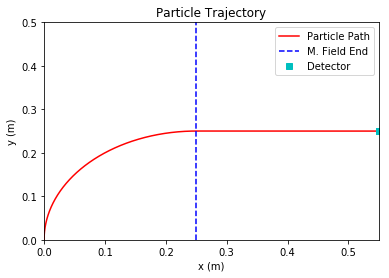 Particle Trajectory
Particle Path
M. Field End
Detector
y (m)
0.5
0.4
0.3
0.2
0.1
0.0
0.0 0.1 0.2 0.3 0.4 0.5
x (m)